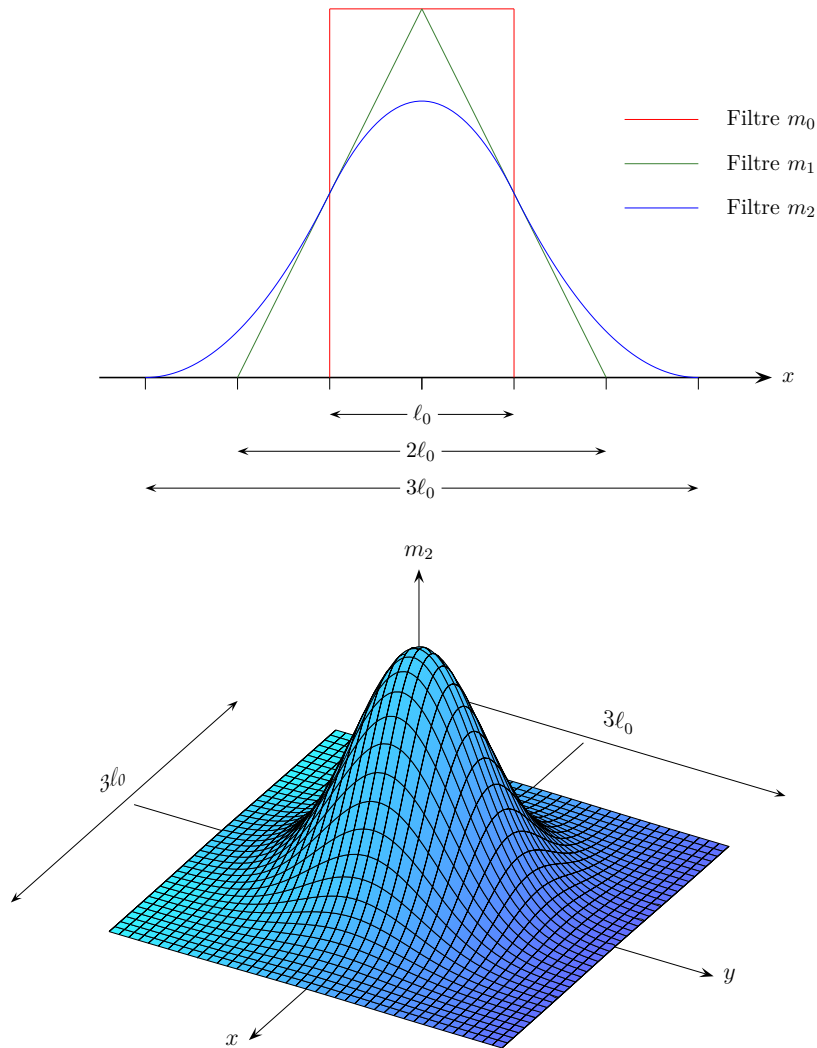 Filtre m₀
Filtre m₁
Filtre m₂
x
ℓ₀
2ℓ₀
3ℓ₀
m₂
3ℓ₀
3ℓ₀
y
x